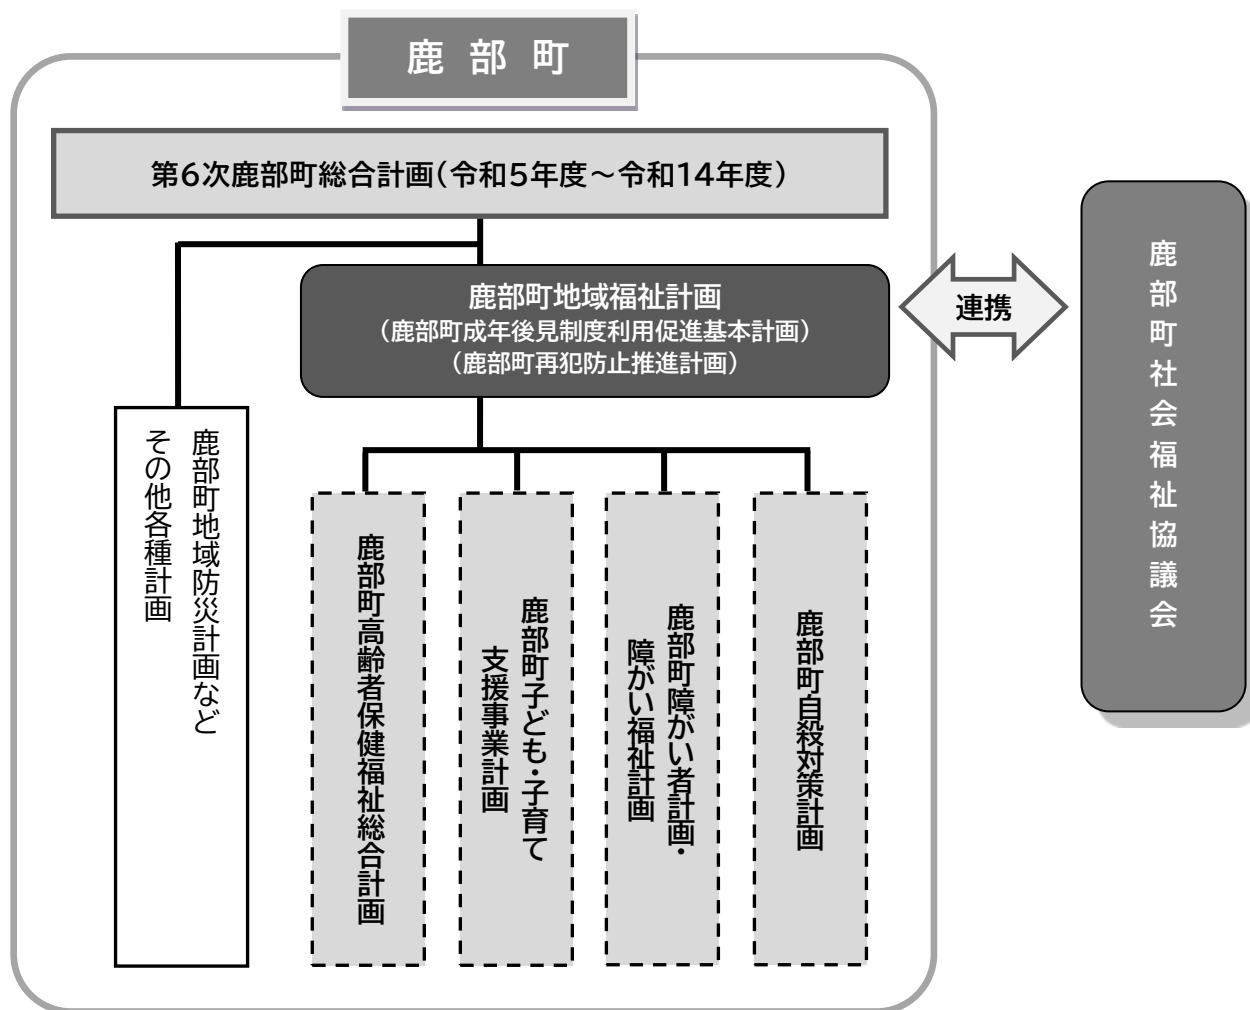 鹿部町
第6次鹿部町総合計画（令和5年度～令和14年度）
鹿部町地域福祉計画
（鹿部町成年後見制度利用促進基本計画）
（鹿部町再犯防止推進計画）
連携
鹿部町社会福祉協議会
鹿部町地域防災計画など
その他各種計画
鹿部町高齢者保健福祉総合計画
鹿部町子ども・子育て
支援事業計画
鹿部町障がい者計画・
障がい福祉計画
鹿部町自殺対策計画